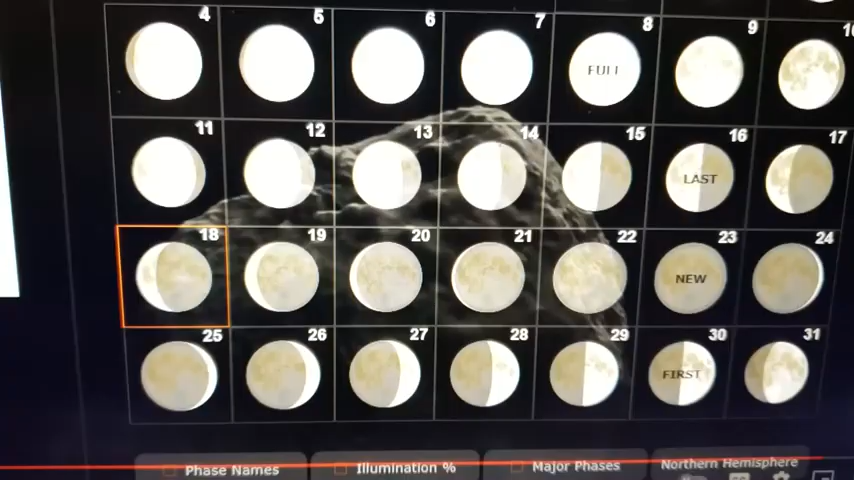 4 5 6 7 8 9 10
FULL
11 12 13 14 15 16 17
LAST
18 19 20 21 22 23 24
NEW
25 26 27 28 29 30 31
FIRST
Phase Names Illumination % Major Phases Northern Hemisphere